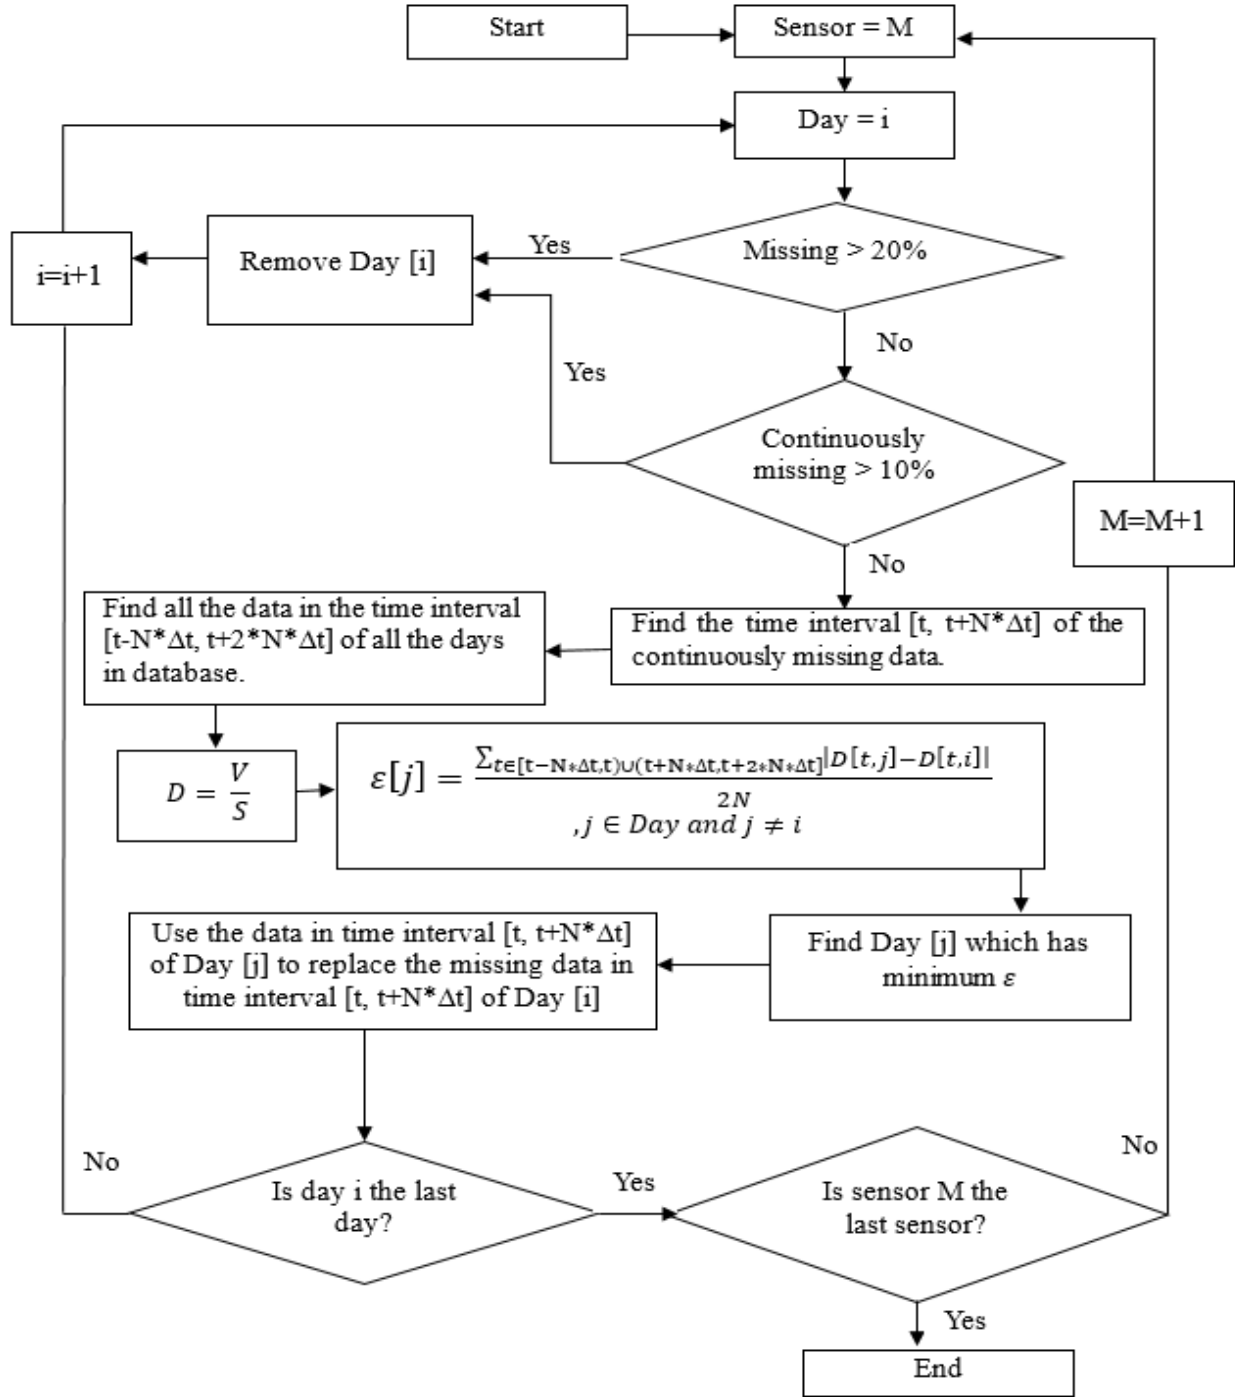 Start
Sensor = M
Day = i
Missing > 20%
Yes
Remove Day [i]
i=i+1
No
Yes
Continuously
missing > 10%
M=M+1
No
Find the time interval [t, t+N*Δt] of the
continuously missing data.
Find all the data in the time interval
[t-N*Δt, t+2*N*Δt] of all the days
in database.
D = V/S
ε[j] = ∑t∈[t−N∗Δt,t)∪(t+N∗Δt,t+2∗N∗Δt]|D[t,j]−D[t,i]| / 2N
, j ∈ Day and j ≠ i
Find Day [j] which has
minimum ε
Use the data in time interval [t, t+N*Δt]
of Day [j] to replace the missing data in
time interval [t, t+N*Δt] of Day [i]
No
Is day i the last
day?
Yes
Is sensor M the
last sensor?
No
Yes
End